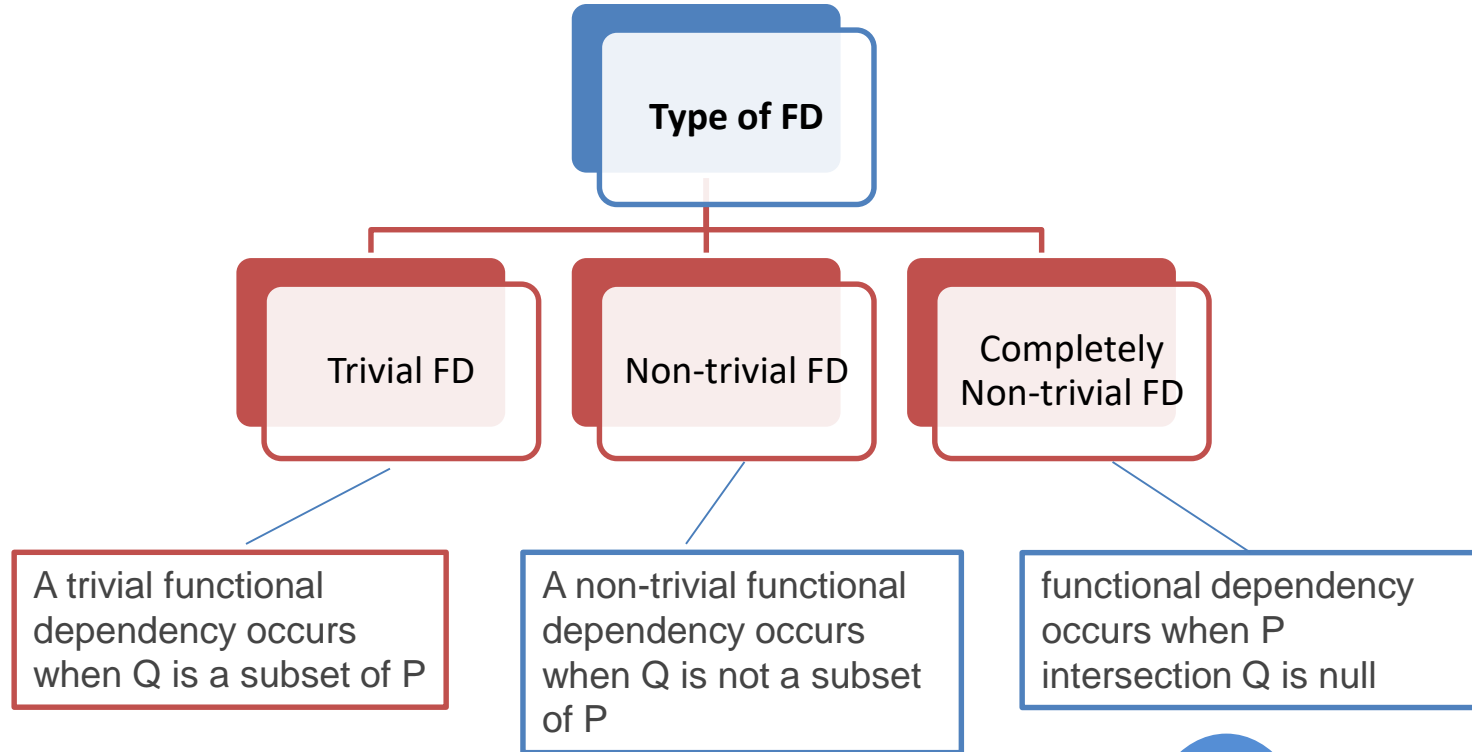 Type of FD
Trivial FD
Non-trivial FD
Completely
Non-trivial FD
A trivial functional
dependency occurs
when Q is a subset of P
A non-trivial functional
dependency occurs
when Q is not a subset
of P
functional dependency
occurs when P
intersection Q is null